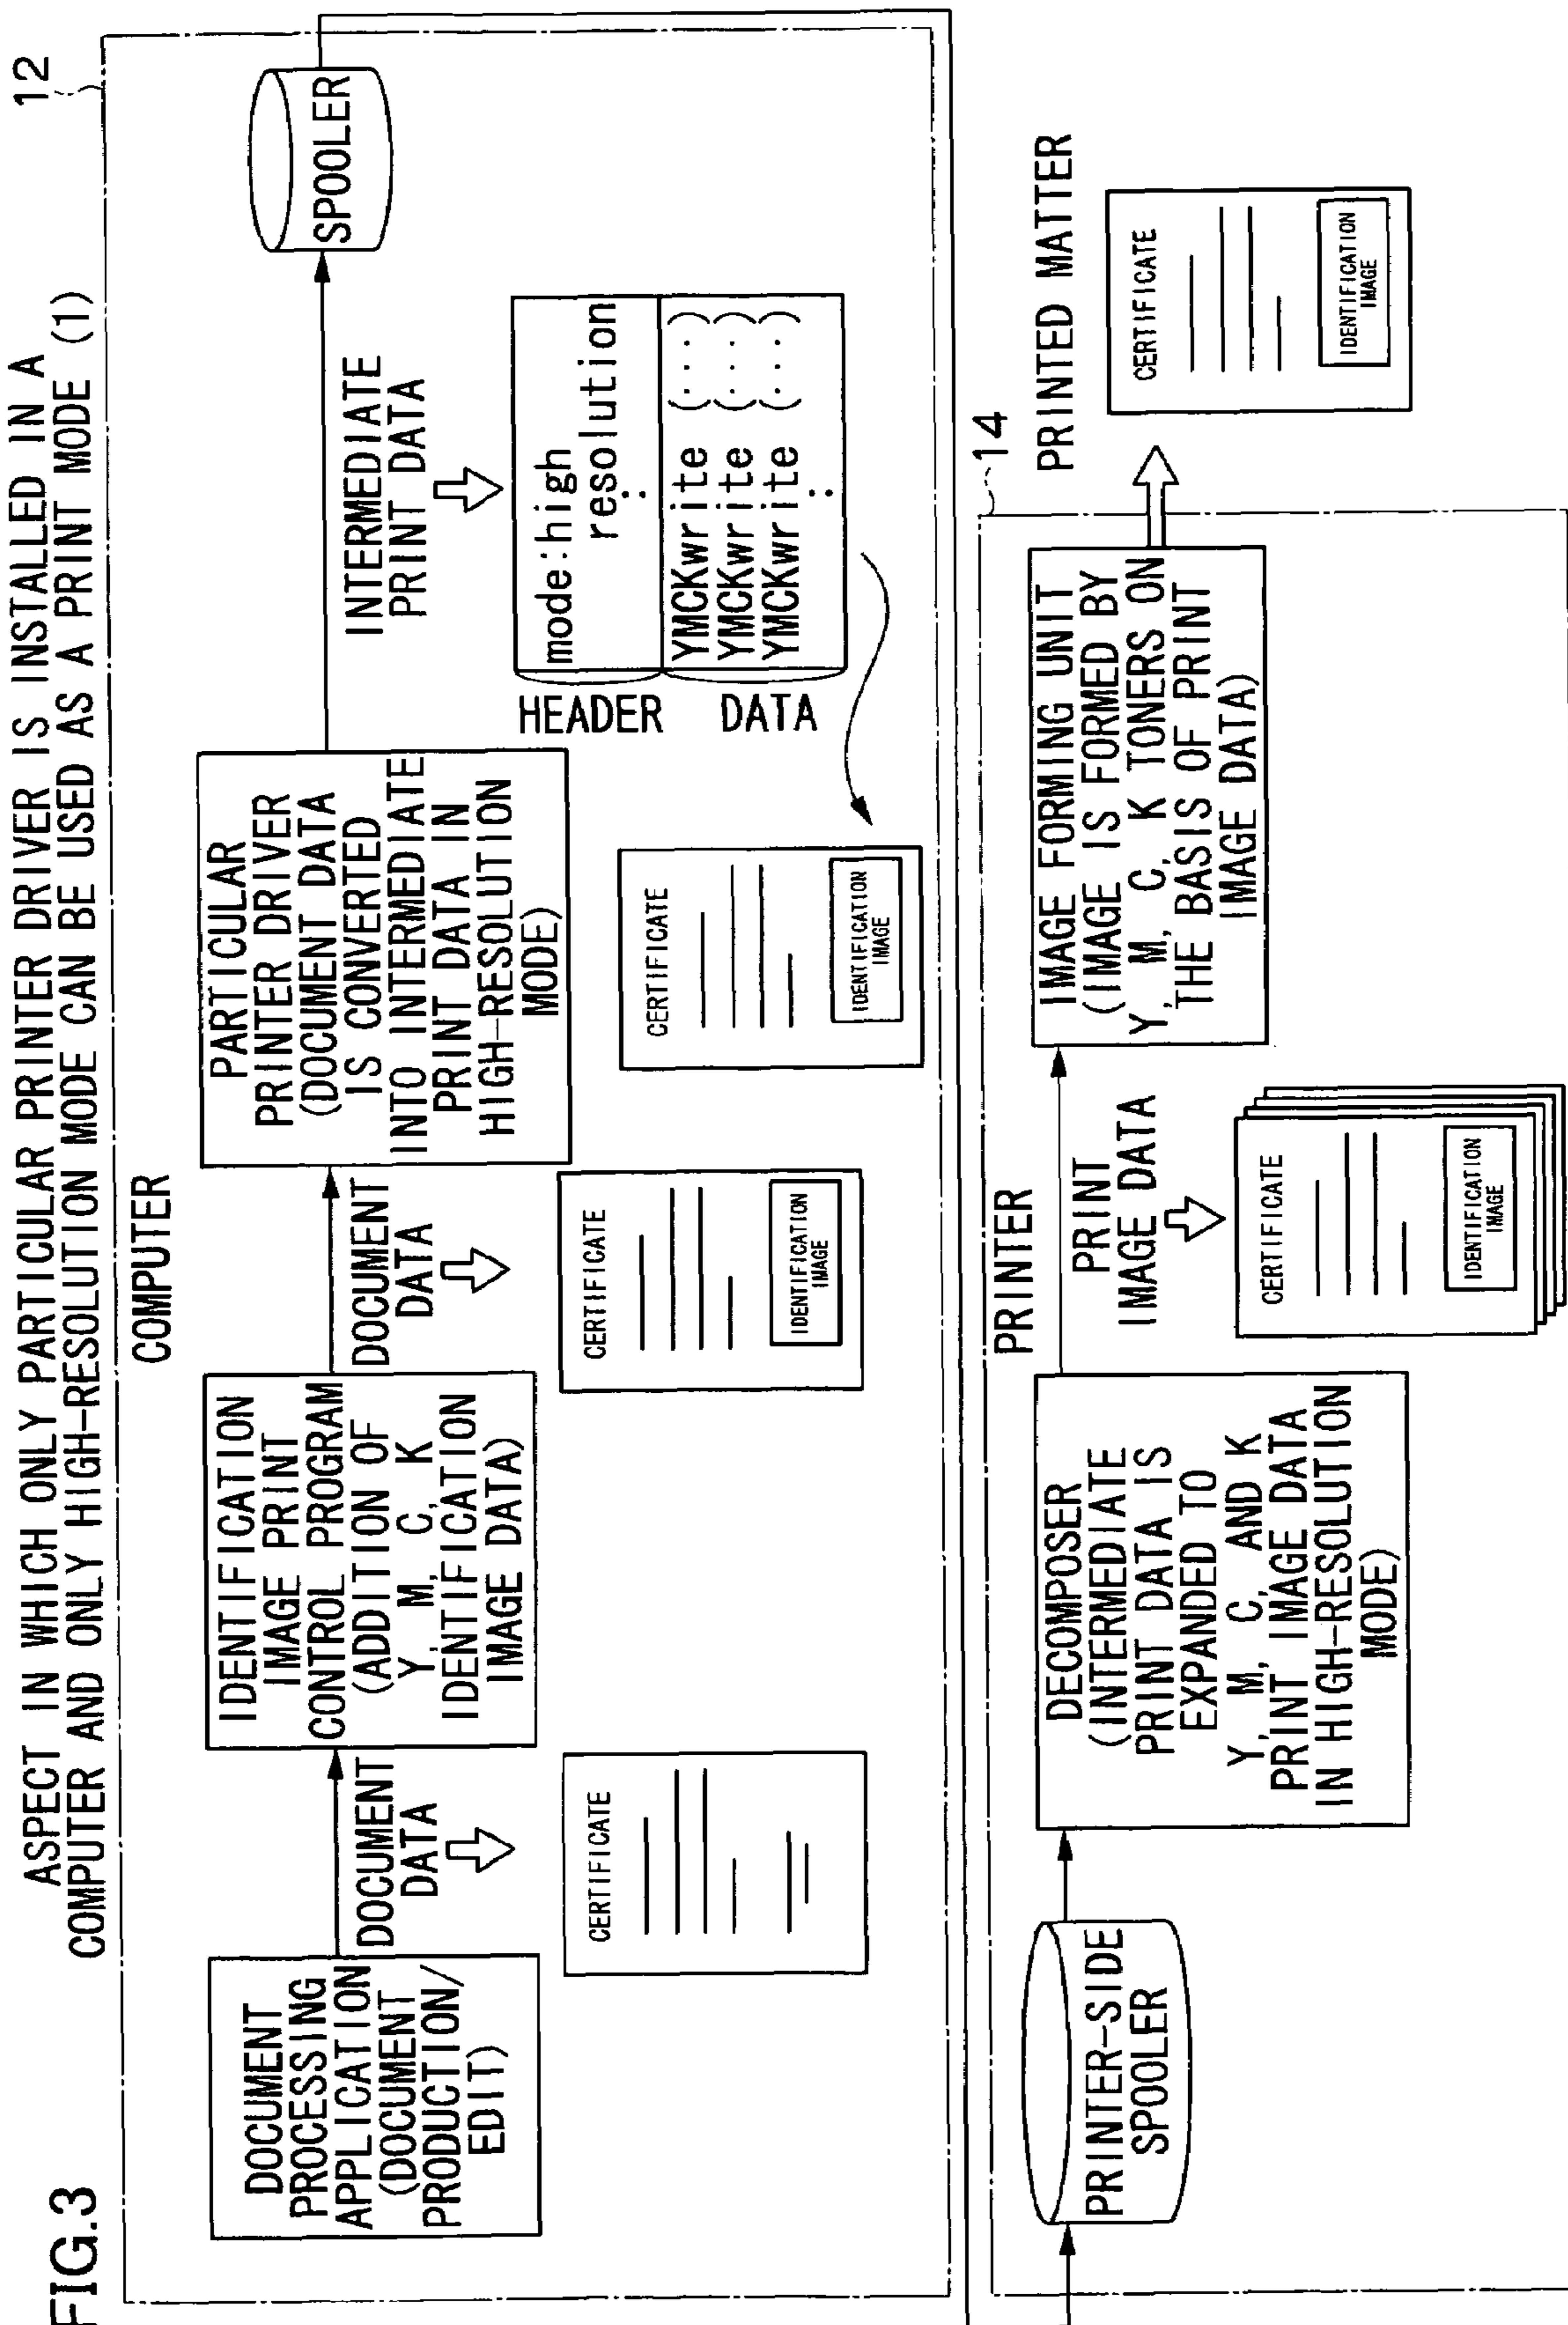 FIG.3
ASPECT IN WHICH ONLY PARTICULAR PRINTER DRIVER IS INSTALLED IN A
COMPUTER AND ONLY HIGH-RESOLUTION MODE CAN BE USED AS A PRINT MODE (1)
12
COMPUTER
DOCUMENT
PROCESSING
APPLICATION
(DOCUMENT
PRODUCTION/
EDIT)
DOCUMENT
DATA
CERTIFICATE
IDENTIFICATION
IMAGE PRINT
CONTROL PROGRAM
(ADDITION OF
Y, M, C, K
IDENTIFICATION
IMAGE DATA)
DOCUMENT
DATA
CERTIFICATE
IDENTIFICATION
IMAGE
PARTICULAR
PRINTER DRIVER
(DOCUMENT DATA
IS CONVERTED
INTO INTERMEDIATE
PRINT DATA IN
HIGH-RESOLUTION
MODE)
CERTIFICATE
IDENTIFICATION
IMAGE
INTERMEDIATE
PRINT DATA
HEADER
mode:high
resolution
:
DATA
YMCKwrite (...)
YMCKwrite (...)
YMCKwrite (...)
:
SPOOLER
PRINTER
14
PRINTER-SIDE
SPOOLER
DECOMPOSER
(INTERMEDIATE
PRINT DATA IS
EXPANDED TO
Y, M, C, AND K
PRINT IMAGE DATA
IN HIGH-RESOLUTION
MODE)
PRINT
IMAGE DATA
CERTIFICATE
IDENTIFICATION
IMAGE
IMAGE FORMING UNIT
(IMAGE IS FORMED BY
Y, M, C, K TONERS ON
THE BASIS OF PRINT
IMAGE DATA)
PRINTED MATTER
CERTIFICATE
IDENTIFICATION
IMAGE